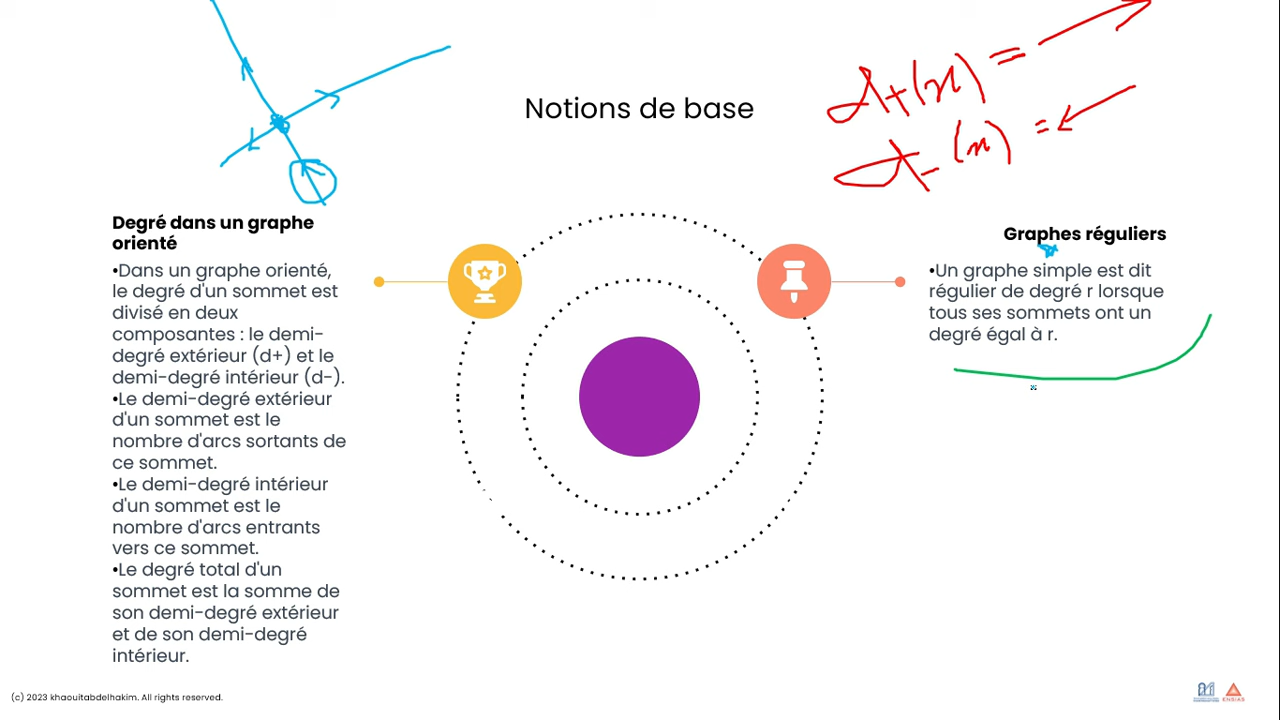 d+(x) =
d-(x) =
Notions de base
Degré dans un graphe
orienté
•Dans un graphe orienté,
le degré d'un sommet est
divisé en deux
composantes : le demi-
degré extérieur (d+) et le
demi-degré intérieur (d-).
•Le demi-degré extérieur
d'un sommet est le
nombre d'arcs sortants de
ce sommet.
•Le demi-degré intérieur
d'un sommet est le
nombre d'arcs entrants
vers ce sommet.
•Le degré total d'un
sommet est la somme de
son demi-degré extérieur
et de son demi-degré
intérieur.
Graphes réguliers
•Un graphe simple est dit
régulier de degré r lorsque
tous ses sommets ont un
degré égal à r.
(c) 2023 khaouitabdelhakim. All rights reserved.
ENSIAS